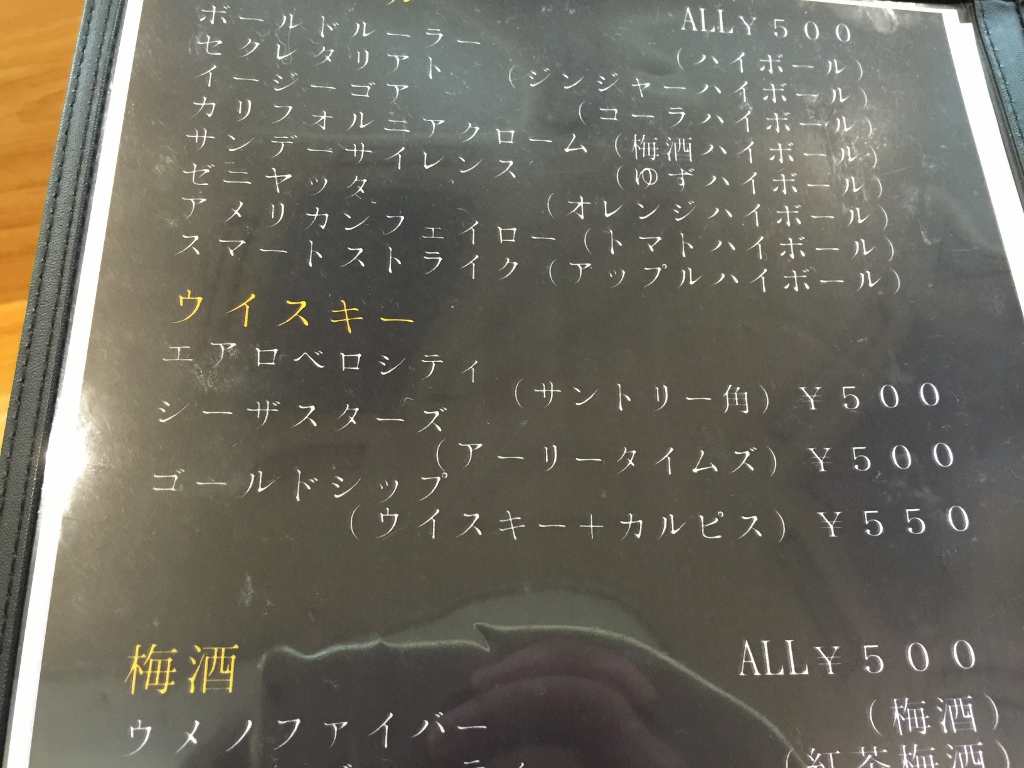 ALL¥500
ボールドルーラー (ハイボール)
セクレタリアト (ジンジャーハイボール)
イージーゴア (コーラハイボール)
カリフォルニアクローム (梅酒ハイボール)
サンデーサイレンス (ゆずハイボール)
ゼニヤッタ (オレンジハイボール)
アメリカンフェイロー (トマトハイボール)
スマートストライク (アップルハイボール)
ウイスキー
エアロベロシティ
(サントリー角) ¥500
シーザスターズ
(アーリータイムズ) ¥500
ゴールドシップ
(ウイスキー+カルピス) ¥550
梅酒 ALL¥500
ウメノファイバー (梅酒)
(紅茶梅酒)